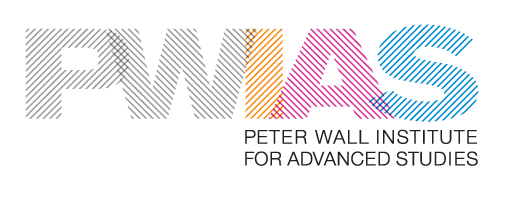 PWIAS
PETER WALL INSTITUTE
FOR ADVANCED STUDIES